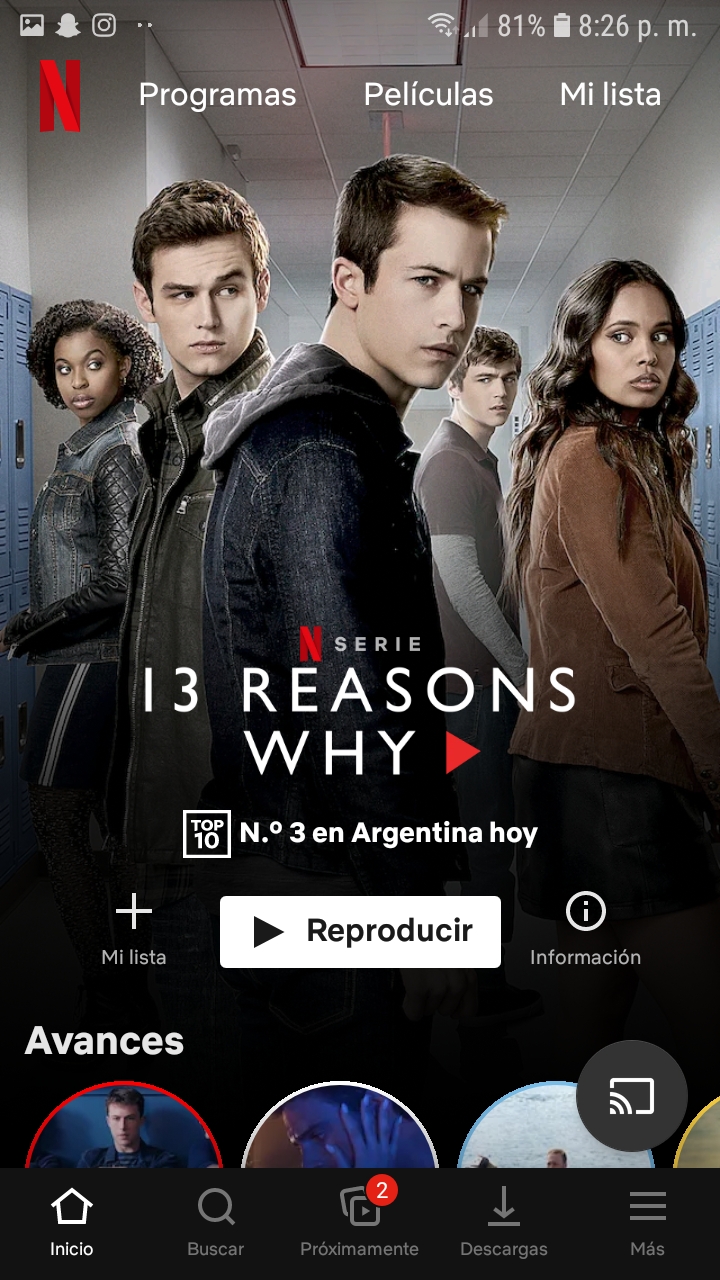 81% 8:26 p. m.
N Programas Películas Mi lista
N SERIE
13 REASONS
WHY
TOP 10 N.º 3 en Argentina hoy
Mi lista Reproducir Información
Avances
2
Inicio Buscar Próximamente Descargas Más